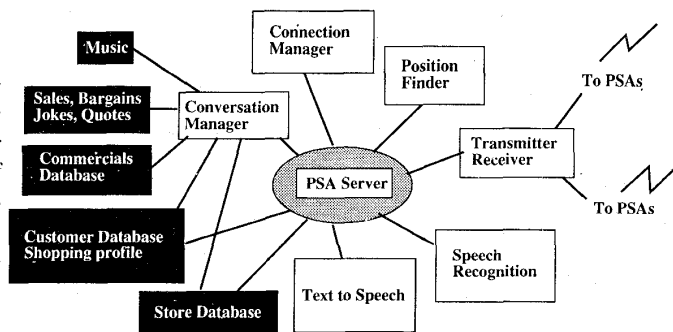 Music
Connection
Manager
Position
Finder
To PSAs
Sales, Bargains
Jokes, Quotes
Conversation
Manager
Transmitter
Receiver
Commercials
Database
PSA Server
To PSAs
Customer Database
Shopping profile
Speech
Recognition
Text to Speech
Store Database